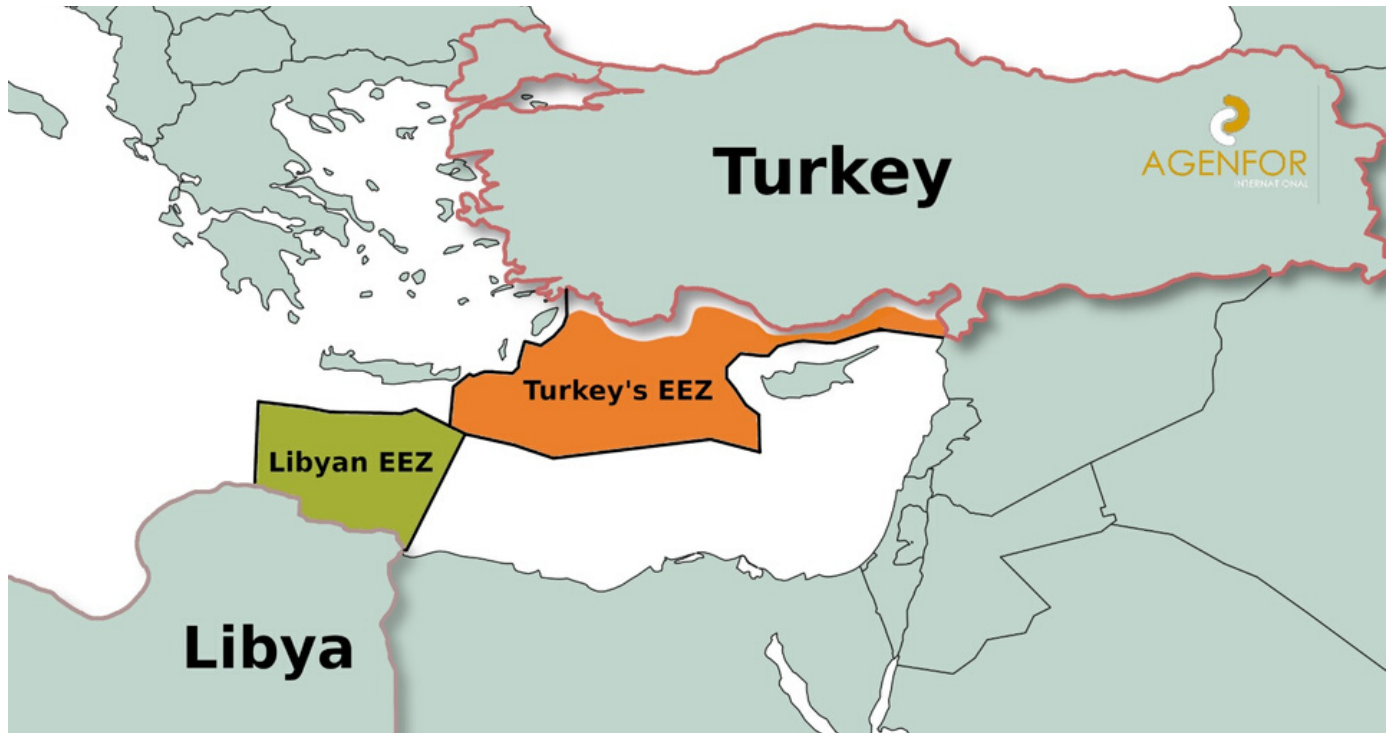 Turkey
AGENFOR
INTERNATIONAL
Turkey's EEZ
Libyan EEZ
Libya